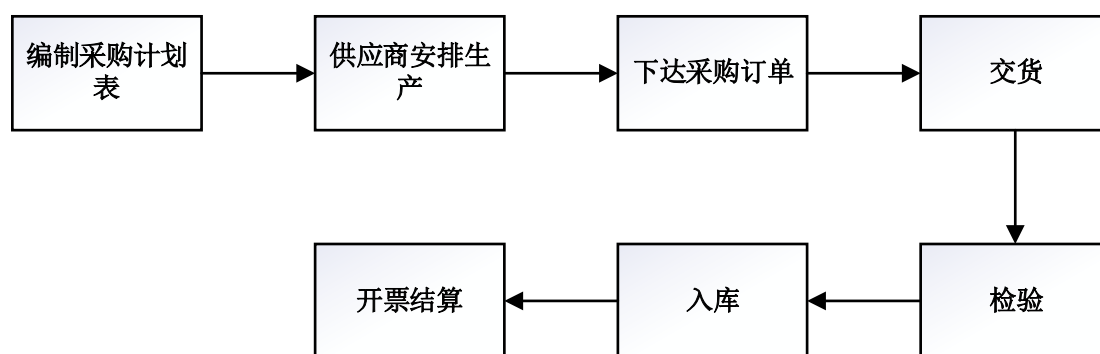 编制采购计划
表
供应商安排生
产
下达采购订单
交货
检验
入库
开票结算